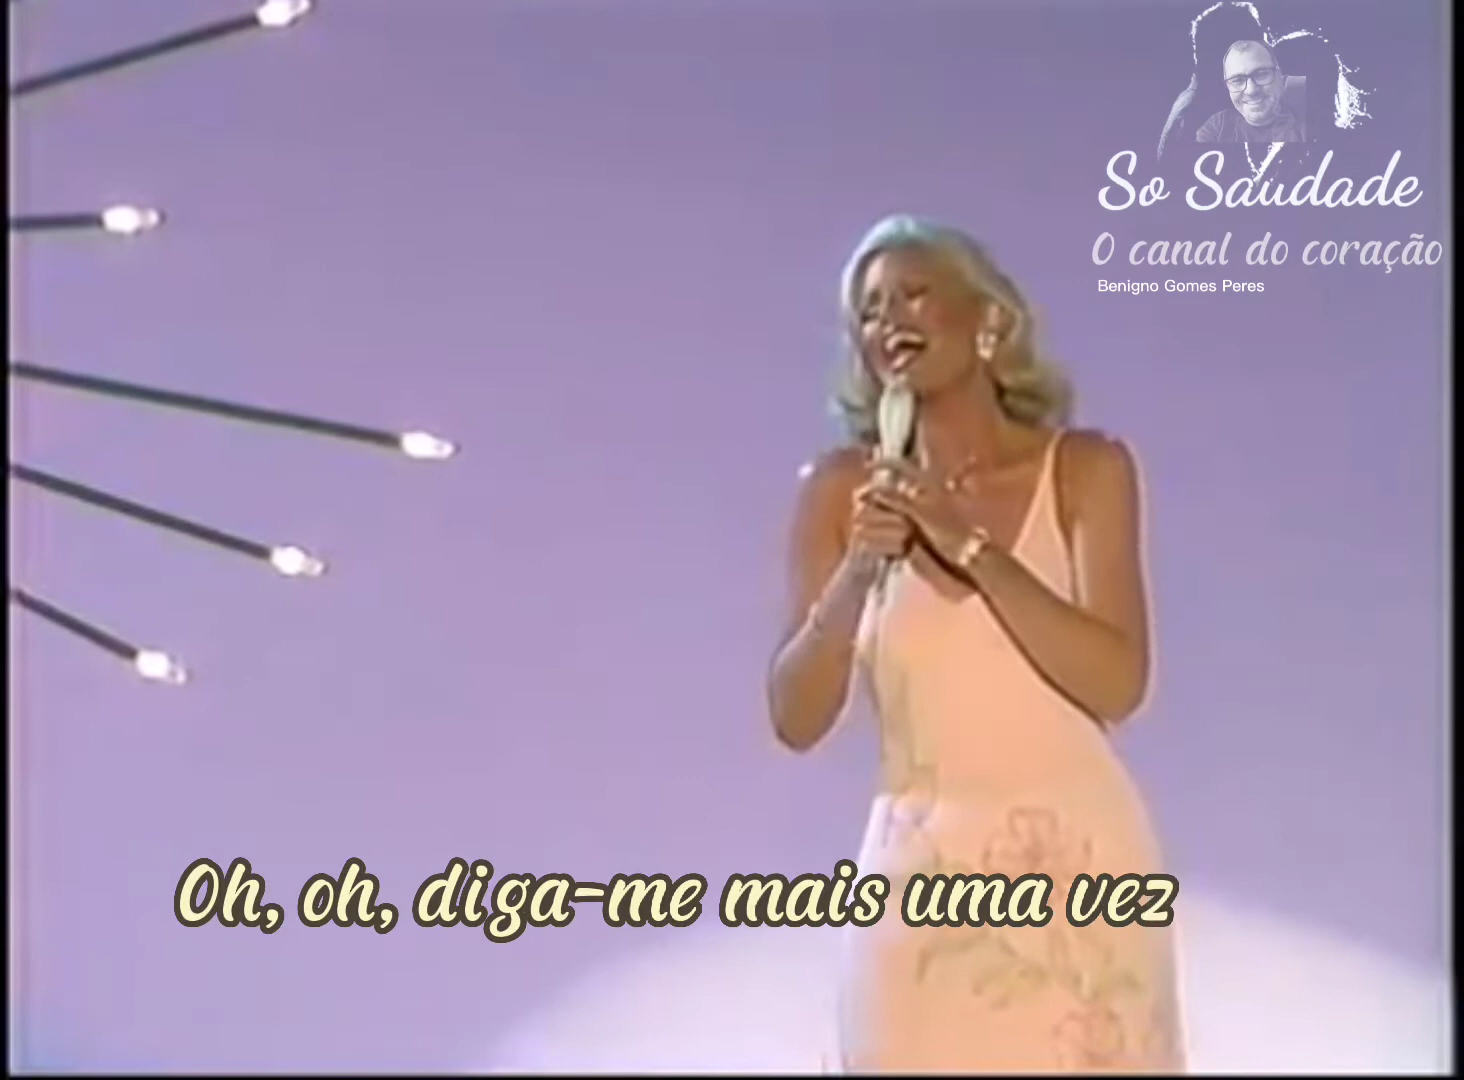 So Saudade
O canal do coração
Benigno Gomes Peres
Oh, oh, diga-me mais uma vez